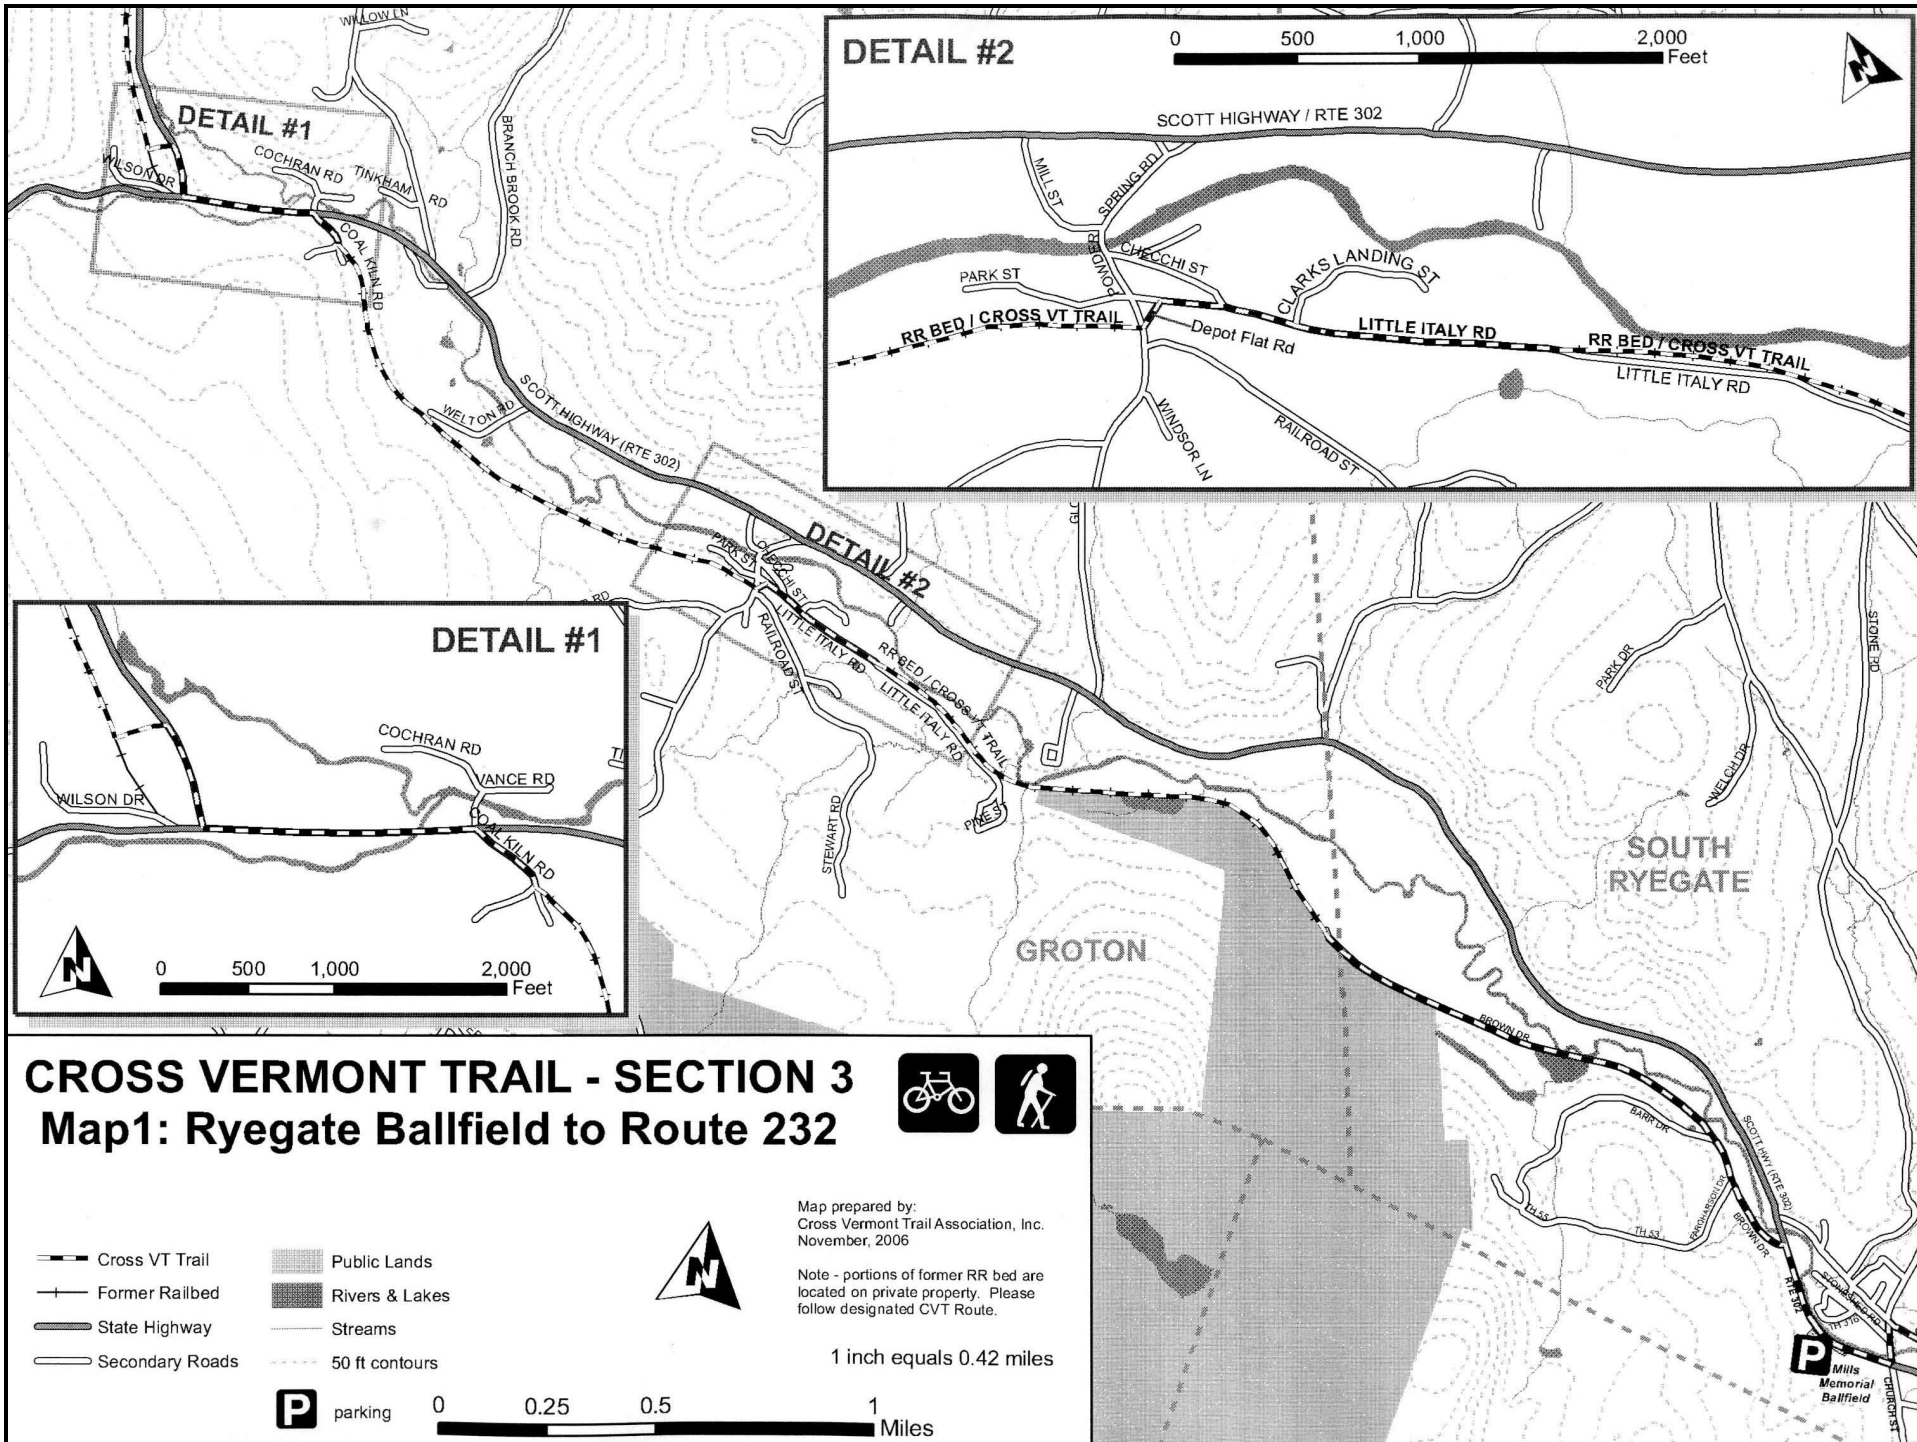 WILLOW LN
DETAIL #1
WILSON DR
COCHRAN RD
TINKHAM
RD
BRANCH BROOK RD
COAL KILN RD
WELTON RD
SCOTT HIGHWAY (RTE 302)
DETAIL #2
0 500 1,000 2,000
Feet
N
SCOTT HIGHWAY / RTE 302
MILL ST
SPRING RD
POWDER
CHECCHI ST
PARK ST
CLARKS LANDING ST
RR BED / CROSS VT TRAIL
Depot Flat Rd
LITTLE ITALY RD
RR BED / CROSS VT TRAIL
LITTLE ITALY RD
WINDSOR LN
RAILROAD ST
DETAIL #2
PARK ST
CHECCHI ST
RD
LITTLE ITALY RD
RR BED / CROSS VT TRAIL
LITTLE ITALY RD
RAILROAD ST
STEWART RD
PINE ST
PARK DR
STONE RD
WELCH DR
SOUTH
RYEGATE
GROTON
BROWN DR
BARR DR
SCOTT HWY (RTE 302)
FARQHARSON DR
BROWN DR
TH 55
TH 53
RTE 302
STONESHED RD
TH 316
P
Mills
Memorial
Ballfield
CHURCH ST
DETAIL #1
COCHRAN RD
VANCE RD
TI
WILSON DR
COAL KILN RD
N
0 500 1,000 2,000
Feet
CROSS VERMONT TRAIL - SECTION 3
Map1: Ryegate Ballfield to Route 232
Cross VT Trail
Former Railbed
State Highway
Secondary Roads
Public Lands
Rivers & Lakes
Streams
50 ft contours
P parking
N
Map prepared by:
Cross Vermont Trail Association, Inc.
November, 2006
Note - portions of former RR bed are
located on private property. Please
follow designated CVT Route.
1 inch equals 0.42 miles
0 0.25 0.5 1
Miles